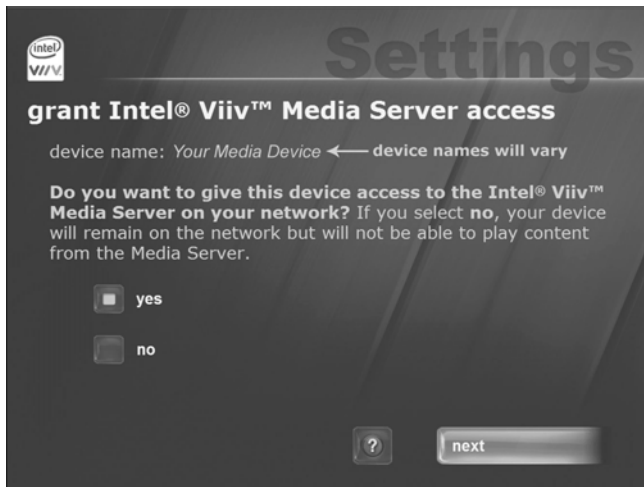 intel
VIIV
Settings
grant Intel® Viiv™ Media Server access
device name: Your Media Device ← device names will vary
Do you want to give this device access to the Intel® Viiv™
Media Server on your network? If you select no, your device
will remain on the network but will not be able to play content
from the Media Server.
yes
no
? next